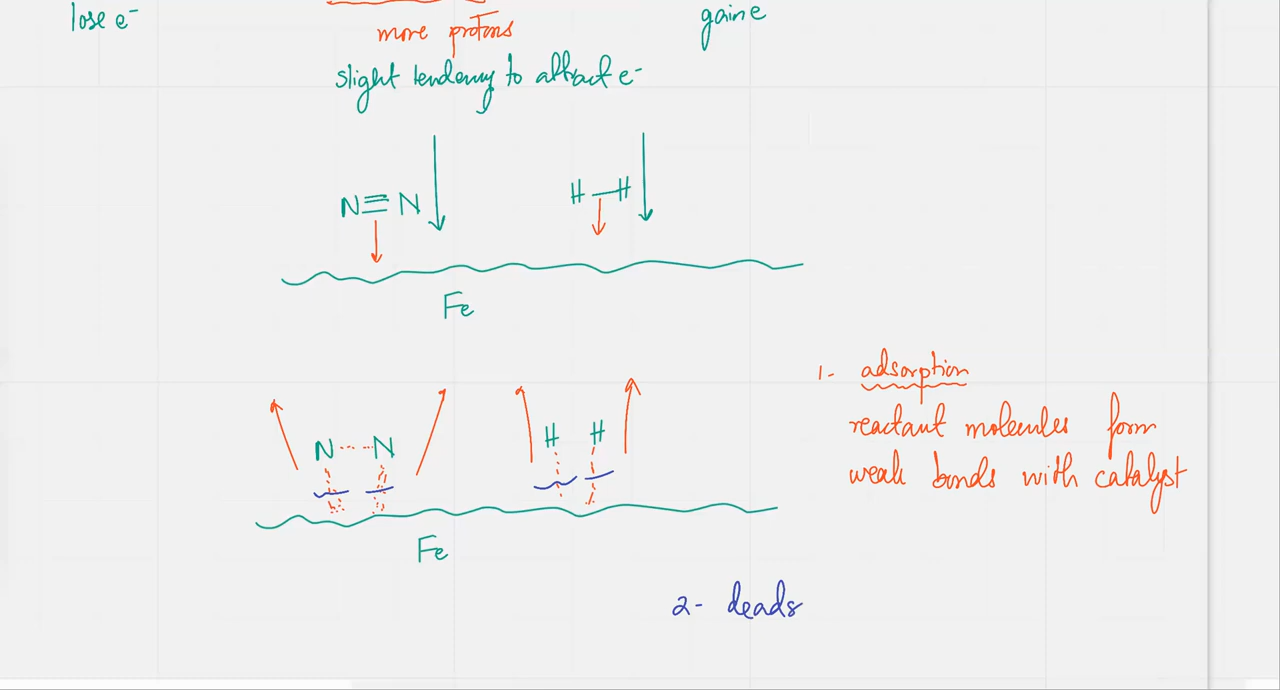 lose e⁻
gain e
more protons
slight tendency to attract e⁻
N≡N
H–H
Fe
1- adsorption
reactant molecules form
weak bonds with catalyst
N---N
H H
Fe
2- deads